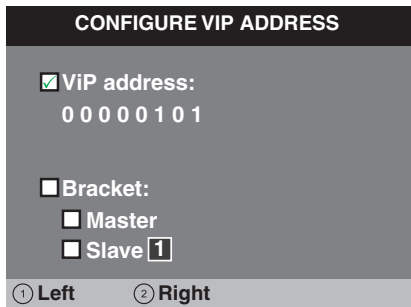 CONFIGURE VIP ADDRESS
ViP address:
0 0 0 0 0 1 0 1
Bracket:
Master
Slave 1
1 Left 2 Right